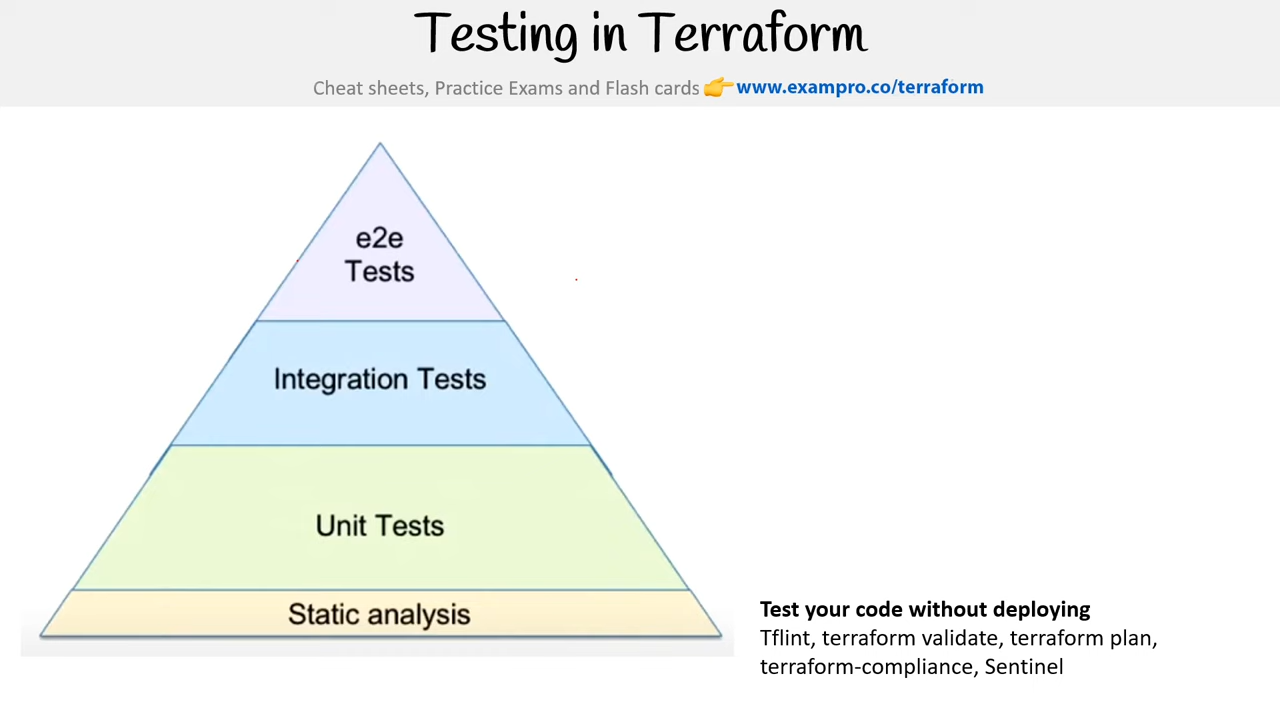 Testing in Terraform
Cheat sheets, Practice Exams and Flash cards 👉 www.exampro.co/terraform
e2e
Tests
Integration Tests
Unit Tests
Static analysis
Test your code without deploying
Tflint, terraform validate, terraform plan,
terraform-compliance, Sentinel